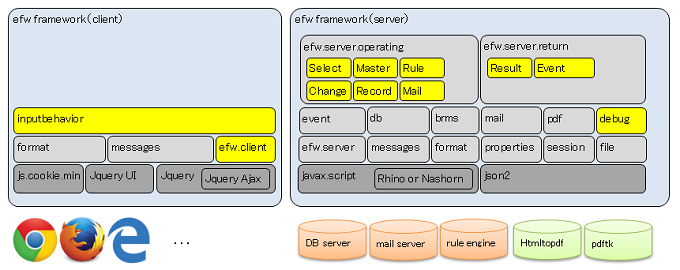 efw framework(client)
inputbehavior
format
messages
efw.client
js.cookie.min
Jquery UI
Jquery
Jquery Ajax
...
efw framework(server)
efw.server.operating
Select
Master
Rule
Change
Record
Mail
efw.server.return
Result
Event
event
db
brms
mail
pdf
debug
efw.server
messages
format
properties
session
file
javax.script
Rhino or Nashorn
json2
DB server
mail server
rule engine
Htmltopdf
pdftk